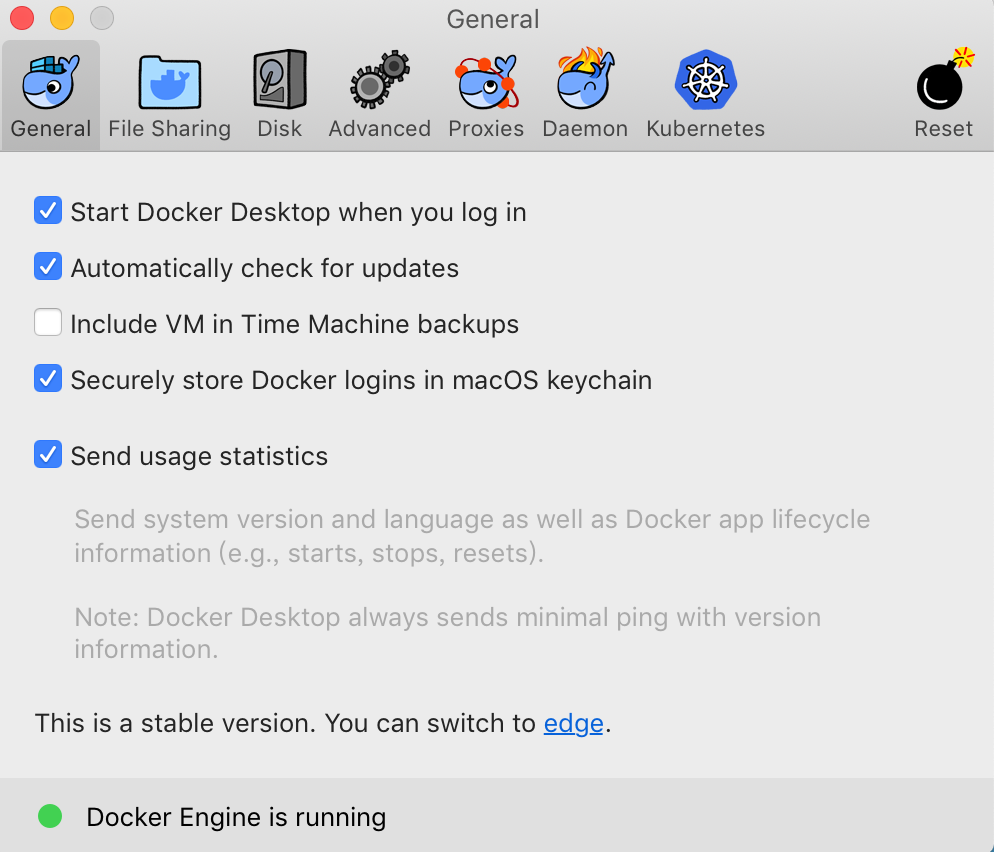 General
General File Sharing Disk Advanced Proxies Daemon Kubernetes Reset
Start Docker Desktop when you log in
Automatically check for updates
Include VM in Time Machine backups
Securely store Docker logins in macOS keychain
Send usage statistics
Send system version and language as well as Docker app lifecycle
information (e.g., starts, stops, resets).
Note: Docker Desktop always sends minimal ping with version
information.
This is a stable version. You can switch to edge.
Docker Engine is running